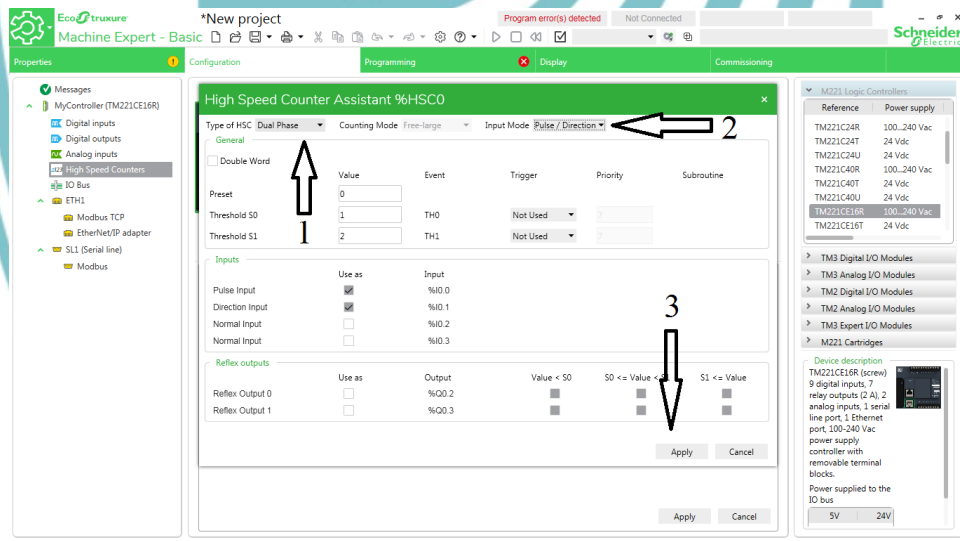 EcoStruxure
Machine Expert - Basic
*New project
Program error(s) detected
Not Connected
Schneider
Electric
Properties
Configuration
Programming
Display
Commissioning
Messages
MyController (TM221CE16R)
Digital inputs
Digital outputs
Analog inputs
High Speed Counters
IO Bus
ETH1
Modbus TCP
EtherNet/IP adapter
SL1 (Serial line)
Modbus
High Speed Counter Assistant %HSC0
Type of HSC Dual Phase Counting Mode Free-large Input Mode Pulse / Direction
2
General
Double Word
Value Event Trigger Priority Subroutine
Preset 0
Threshold S0 1 TH0 Not Used 7
Threshold S1 2 TH1 Not Used 7
1
Inputs
Use as Input
Pulse Input %I0.0
Direction Input %I0.1
Normal Input %I0.2
Normal Input %I0.3
3
Reflex outputs
Use as Output Value < S0 S0 <= Value < S1 S1 <= Value
Reflex Output 0 %Q0.2
Reflex Output 1 %Q0.3
Apply Cancel
Apply Cancel
M221 Logic Controllers
Reference Power supply
TM221C24R 100...240 Vac
TM221C24T 24 Vdc
TM221C24U 24 Vdc
TM221C40R 100...240 Vac
TM221C40T 24 Vdc
TM221C40U 24 Vdc
TM221CE16R 100...240 Vac
TM221CE16T 24 Vdc
TM3 Digital I/O Modules
TM3 Analog I/O Modules
TM2 Digital I/O Modules
TM2 Analog I/O Modules
TM3 Expert I/O Modules
M221 Cartridges
Device description
TM221CE16R (screw)
9 digital inputs, 7
relay outputs (2 A), 2
analog inputs, 1 serial
line port, 1 Ethernet
port, 100-240 Vac
power supply
controller with
removable terminal
blocks.
Power supplied to the
IO bus
5V 24V